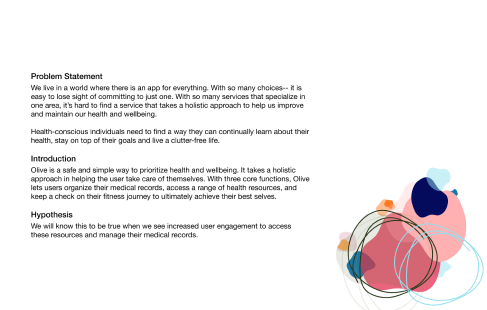 Problem Statement
We live in a world where there is an app for everything. With so many choices-- it is
easy to lose sight of committing to just one. With so many services that specialize in
one area, it's hard to find a service that takes a holistic approach to help us improve
and maintain our health and wellbeing.
Health-conscious individuals need to find a way they can continually learn about their
health, stay on top of their goals and live a clutter-free life.
Introduction
Olive is a safe and simple way to prioritize health and wellbeing. It takes a holistic
approach in helping the user take care of themselves. With three core functions, Olive
lets users organize their medical records, access a range of health resources, and
keep a check on their fitness journey to ultimately achieve their best selves.
Hypothesis
We will know this to be true when we see increased user engagement to access
these resources and manage their medical records.